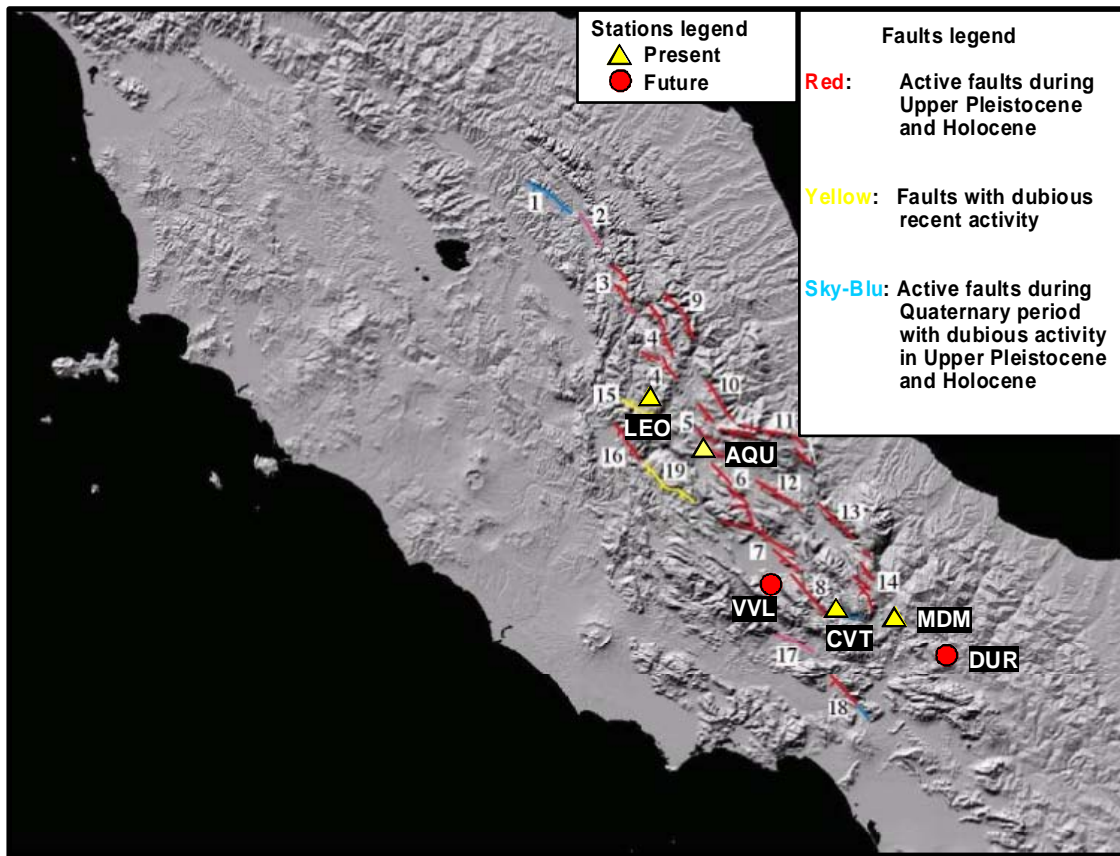 Stations legend
Present
Future
Faults legend
Red: Active faults during
Upper Pleistocene
and Holocene
Yellow: Faults with dubious
recent activity
Sky-Blu: Active faults during
Quaternary period
with dubious activity
in Upper Pleistocene
and Holocene
1
2
3
9
4
4
10
15
LEO
5
11
AQU
16
19
6
12
13
7
VVL
8
14
CVT
MDM
17
DUR
18